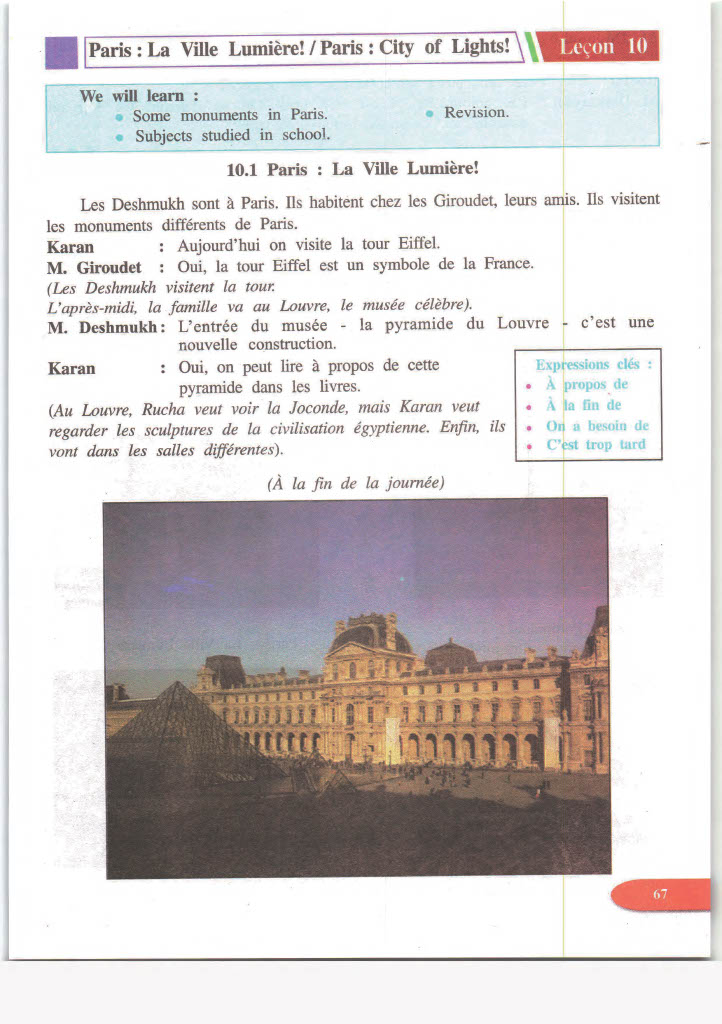 Paris : La Ville Lumière! / Paris : City of Lights!
Leçon 10
We will learn :
• Some monuments in Paris.
• Revision.
• Subjects studied in school.
10.1 Paris : La Ville Lumière!
Les Deshmukh sont à Paris. Ils habitent chez les Giroudet, leurs amis. Ils visitent
les monuments différents de Paris.
Karan : Aujourd'hui on visite la tour Eiffel.
M. Giroudet : Oui, la tour Eiffel est un symbole de la France.
(Les Deshmukh visitent la tour.
L'après-midi, la famille va au Louvre, le musée célèbre).
M. Deshmukh : L'entrée du musée - la pyramide du Louvre - c'est une
nouvelle construction.
Karan : Oui, on peut lire à propos de cette
pyramide dans les livres.
(Au Louvre, Rucha veut voir la Joconde, mais Karan veut
regarder les sculptures de la civilisation égyptienne. Enfin, ils
vont dans les salles différentes).
Expressions clés :
• À propos de
• À la fin de
• On a besoin de
• C'est trop tard
(À la fin de la journée)
67